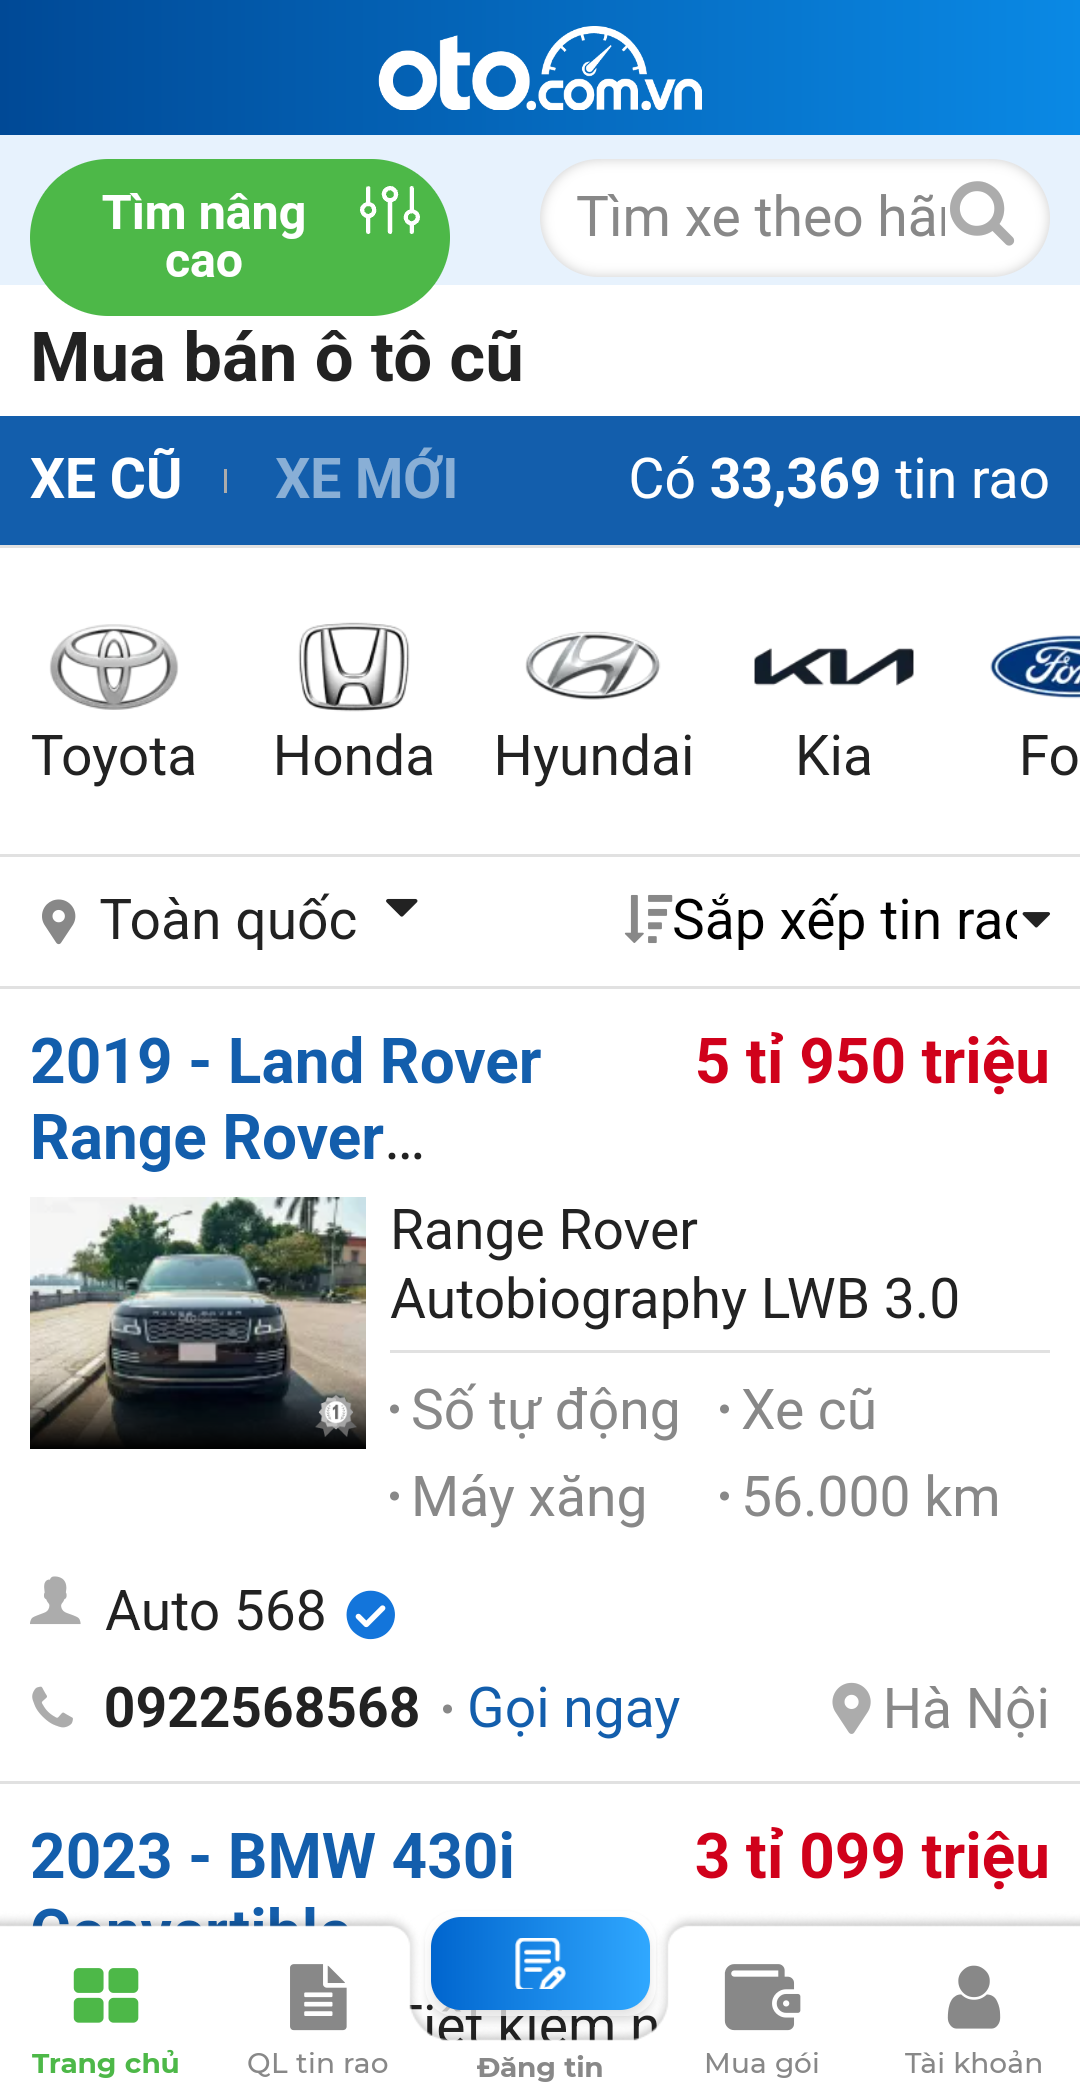 oto.com.vn
Tìm nâng
cao
Tìm xe theo
Mua bán ô tô cũ
XE CŨ
XE MỚI
Có 33,369 tin rao
Toyota
Honda
Hyundai
Kia
Fo
Toàn quốc
Sắp xếp tin rao
2019 - Land Rover
Range Rover...
5 tỉ 950 triệu
Range Rover
Autobiography LWB 3.0
• Số tự động
• Xe cũ
• Máy xăng
• 56.000 km
Auto 568
0922568568 • Gọi ngay
Hà Nội
2023 - BMW 430i
Convertible
3 tỉ 099 triệu
Tiết kiệm
Trang chủ
QL tin rao
Đăng tin
Mua gói
Tài khoản